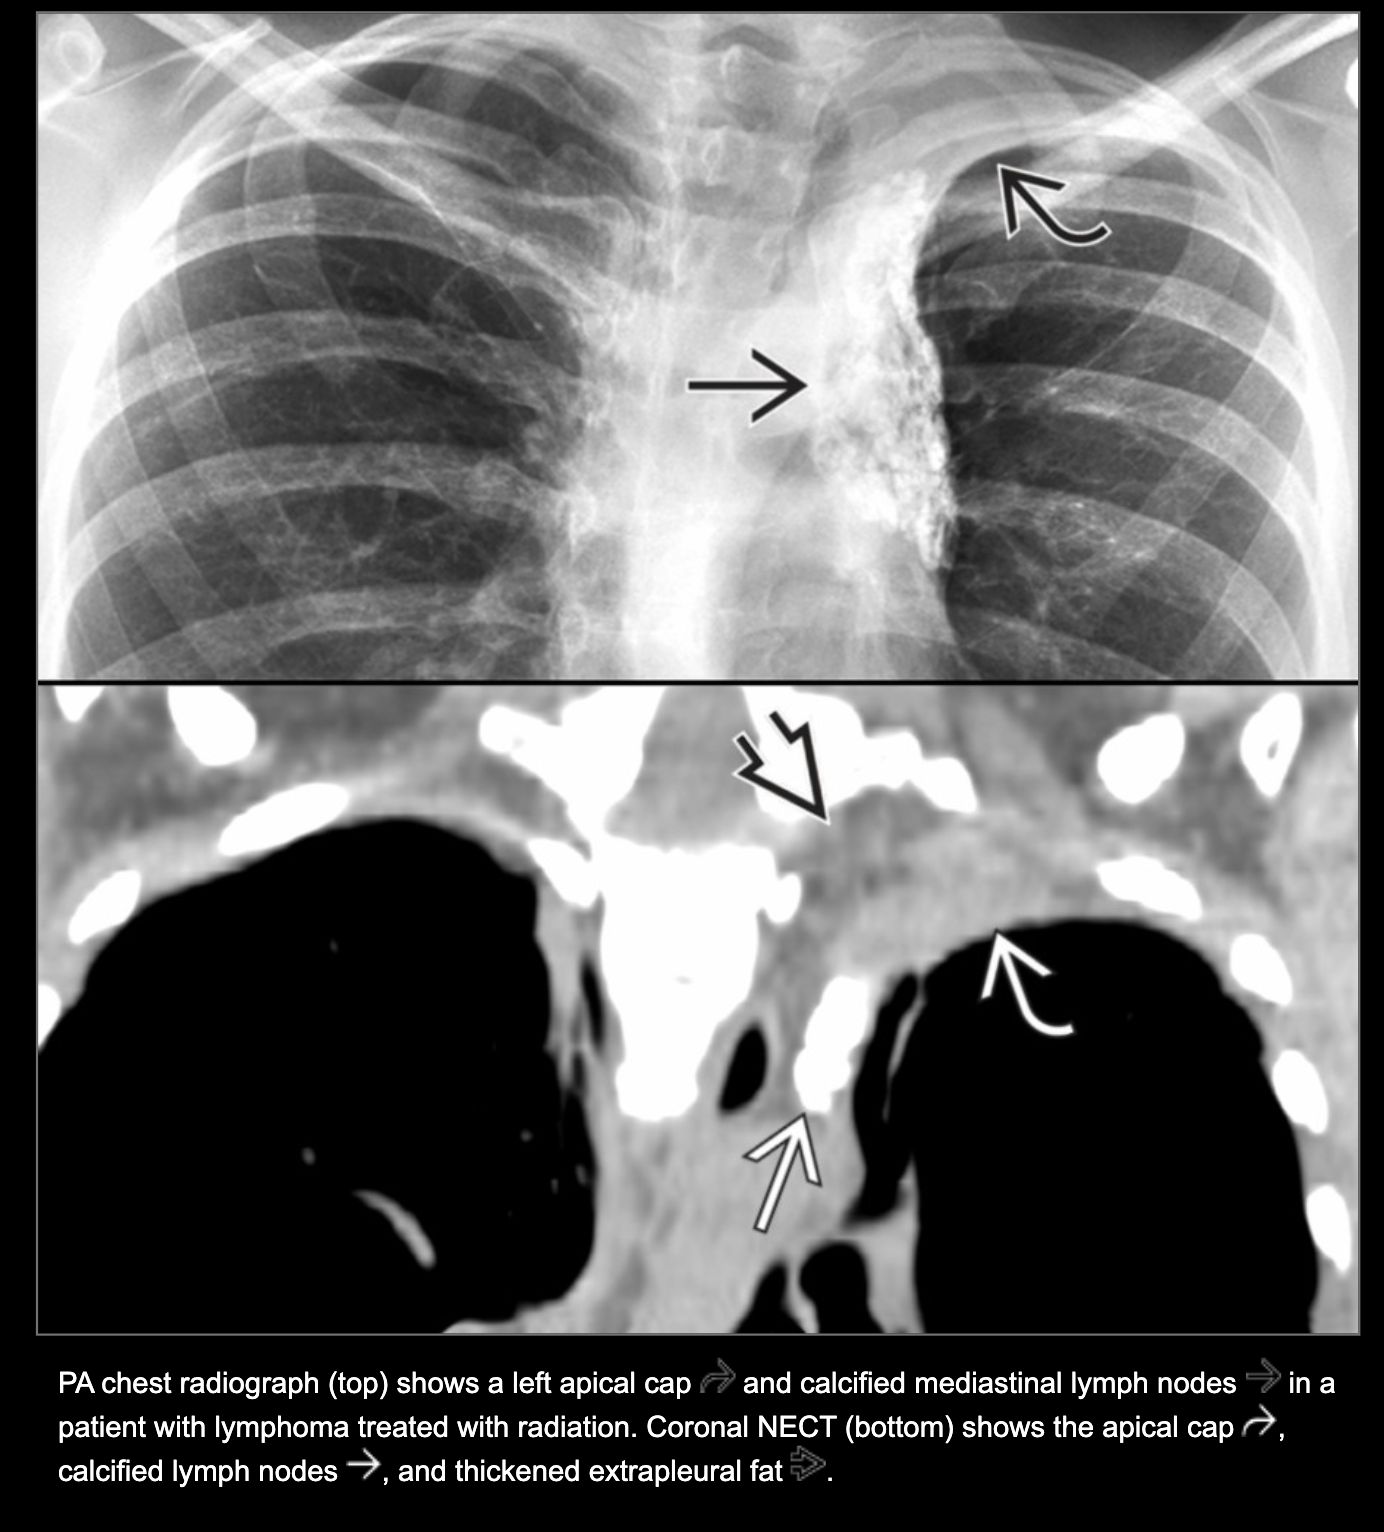 PA chest radiograph (top) shows a left apical cap and calcified mediastinal lymph nodes in a
patient with lymphoma treated with radiation. Coronal NECT (bottom) shows the apical cap ,
calcified lymph nodes , and thickened extrapleural fat .